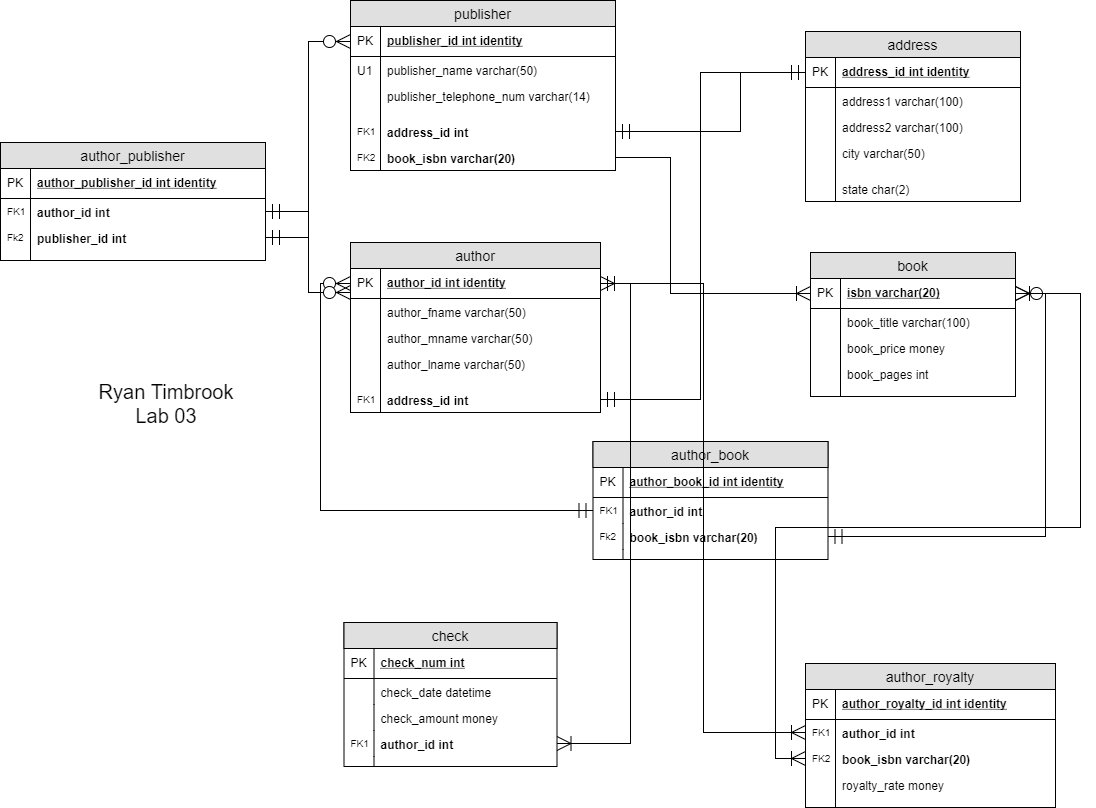 publisher
PK publisher_id int identity
U1 publisher_name varchar(50)
publisher_telephone_num varchar(14)
FK1 address_id int
FK2 book_isbn varchar(20)
address
PK address_id int identity
address1 varchar(100)
address2 varchar(100)
city varchar(50)
state char(2)
author_publisher
PK author_publisher_id int identity
FK1 author_id int
Fk2 publisher_id int
author
PK author_id int identity
author_fname varchar(50)
author_mname varchar(50)
author_lname varchar(50)
FK1 address_id int
book
PK isbn varchar(20)
book_title varchar(100)
book_price money
book_pages int
Ryan Timbrook
Lab 03
author_book
PK author_book_id int identity
FK1 author_id int
Fk2 book_isbn varchar(20)
check
PK check_num int
check_date datetime
check_amount money
FK1 author_id int
author_royalty
PK author_royalty_id int identity
FK1 author_id int
FK2 book_isbn varchar(20)
royalty_rate money